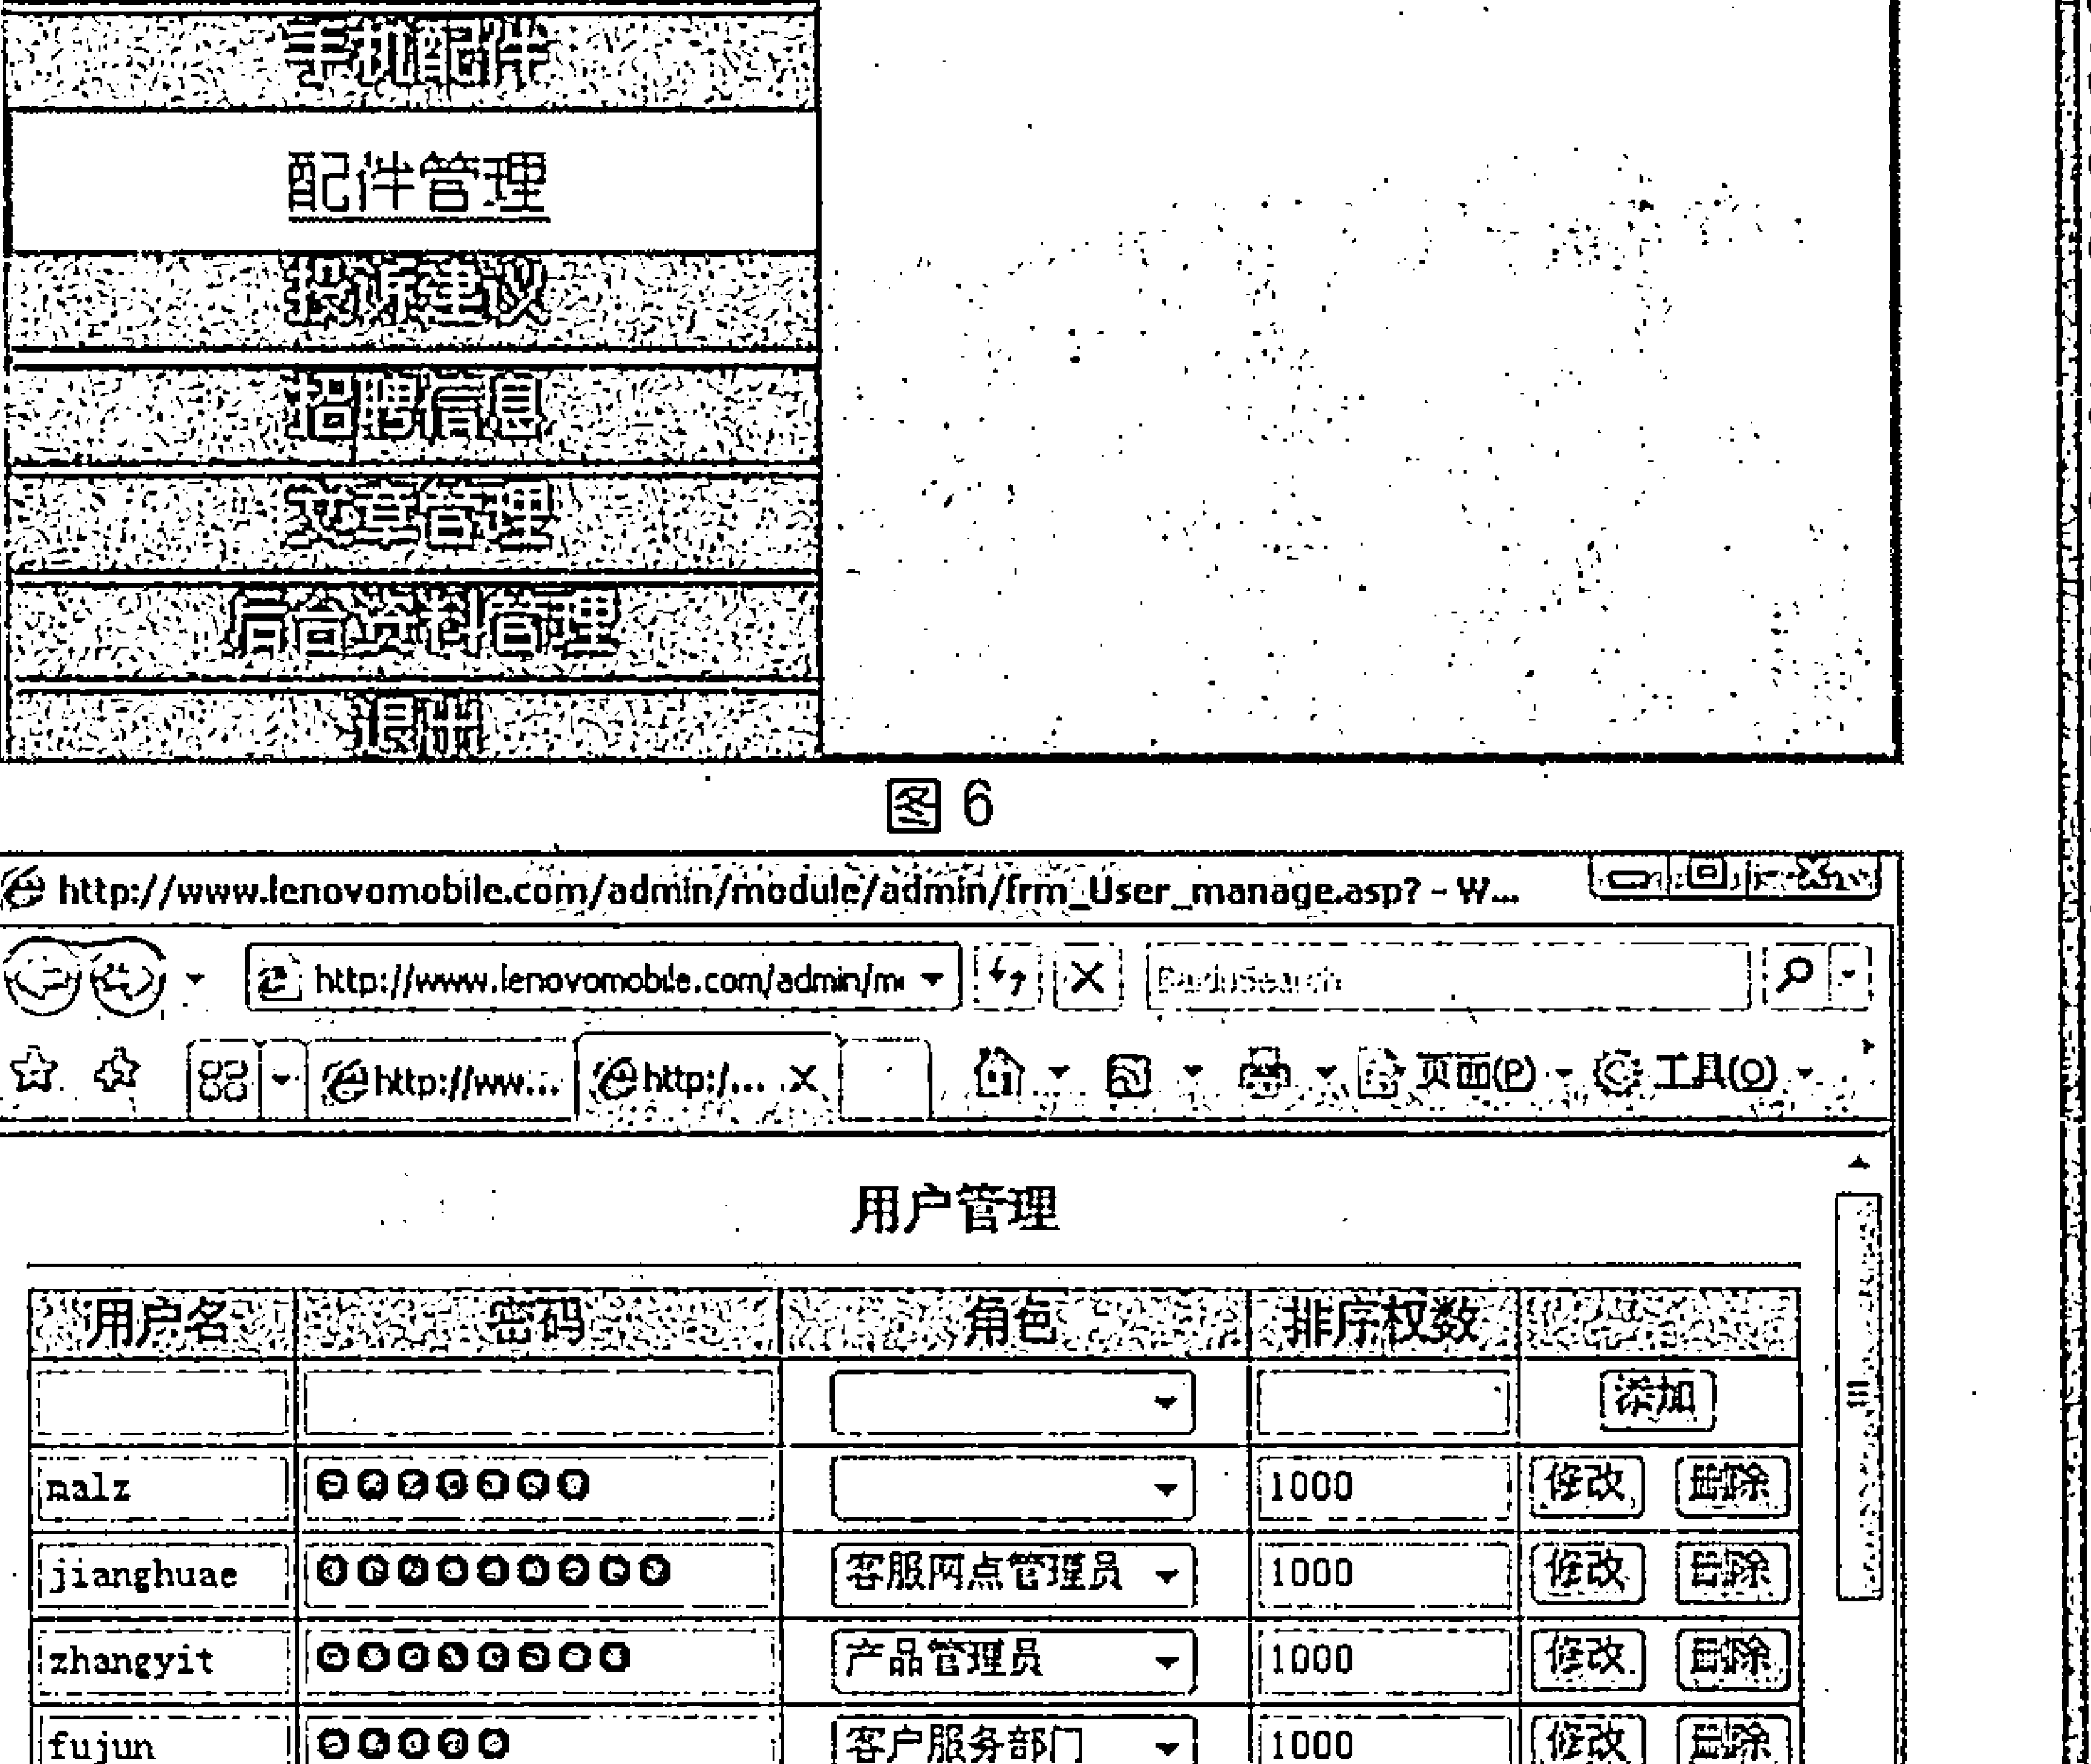 手机配件
配件管理
投诉建议
招聘信息
文章管理
后台资料管理
退出
图 6
http://www.lenovomobile.com/admin/module/admin/frm_User_manage.asp? - W...
http://www.lenovomobile.com/admin/m
BaiduSearch
http://ww... http:/... 页面(P) 工具(O)
用户管理
用户名 密码 角色 排序权数
添加
malz 1000 修改 删除
jianghuae 客服网点管理员 1000 修改 删除
zhangyit 产品管理员 1000 修改 删除
fujun 客户服务部门 1000 修改 删除